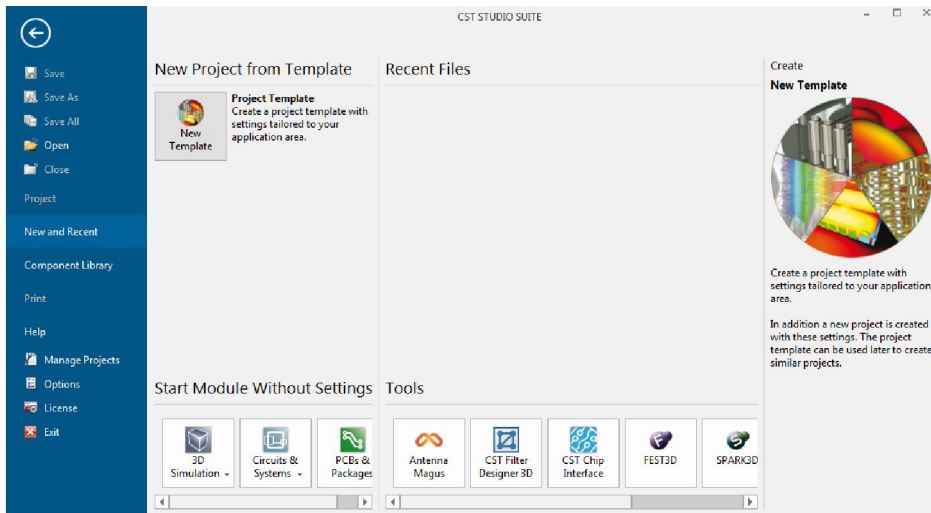 CST STUDIO SUITE
Save
Save As
Save All
Open
Close
Project
New and Recent
Component Library
Print
Help
Manage Projects
Options
License
Exit
New Project from Template
New
Template
Project Template
Create a project template with
settings tailored to your
application area.
Recent Files
Start Module Without Settings
3D
Simulation
Circuits &
Systems
PCBs &
Packages
Tools
Antenna
Magus
CST Filter
Designer 3D
CST Chip
Interface
FEST3D
SPARK3D
Create
New Template
Create a project template with
settings tailored to your application
area.
In addition a new project is created
with these settings. The project
template can be used later to create
similar projects.